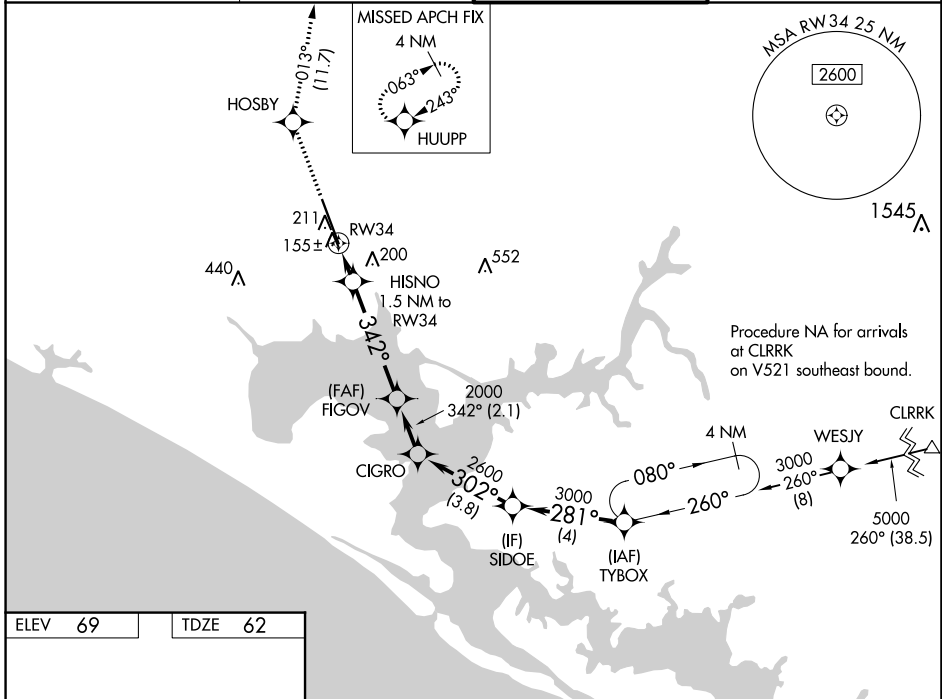 MISSED APCH FIX
4 NM
063°
243°
HUUPP
013°
(11.7)
HOSBY
MSA RW34 25 NM
2600
1545
211
RW34
155±
200
440
552
HISNO
1.5 NM to
RW34
342°
Procedure NA for arrivals
at CLRRK
on V521 southeast bound.
(FAF)
FIGOV
2000
342° (2.1)
CLRRK
4 NM
WESJY
CIGRO
2600
302°
(3.8)
080°
3000
260°
(8)
3000
281°
(4)
260°
5000
260° (38.5)
(IF)
SIDOE
(IAF)
TYBOX
ELEV 69
TDZE 62